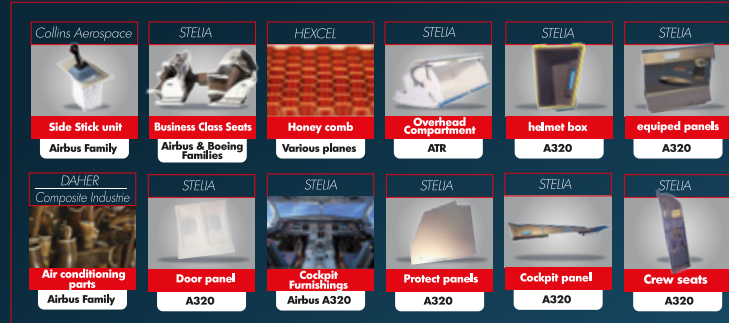 Collins Aerospace
STELIA
HEXCEL
STELIA
STELIA
STELIA
Side Stick unit
Business Class Seats
Honey comb
Overhead
Compartment
helmet box
equiped panels
Airbus Family
Airbus & Boeing
Families
Various planes
ATR
A320
A320
DAHER
Composite Industrie
STELIA
STELIA
STELIA
STELIA
STELIA
Air conditioning
parts
Door panel
Cockpit
Furnishings
Protect panels
Cockpit panel
Crew seats
Airbus Family
A320
Airbus A320
A320
A320
A320